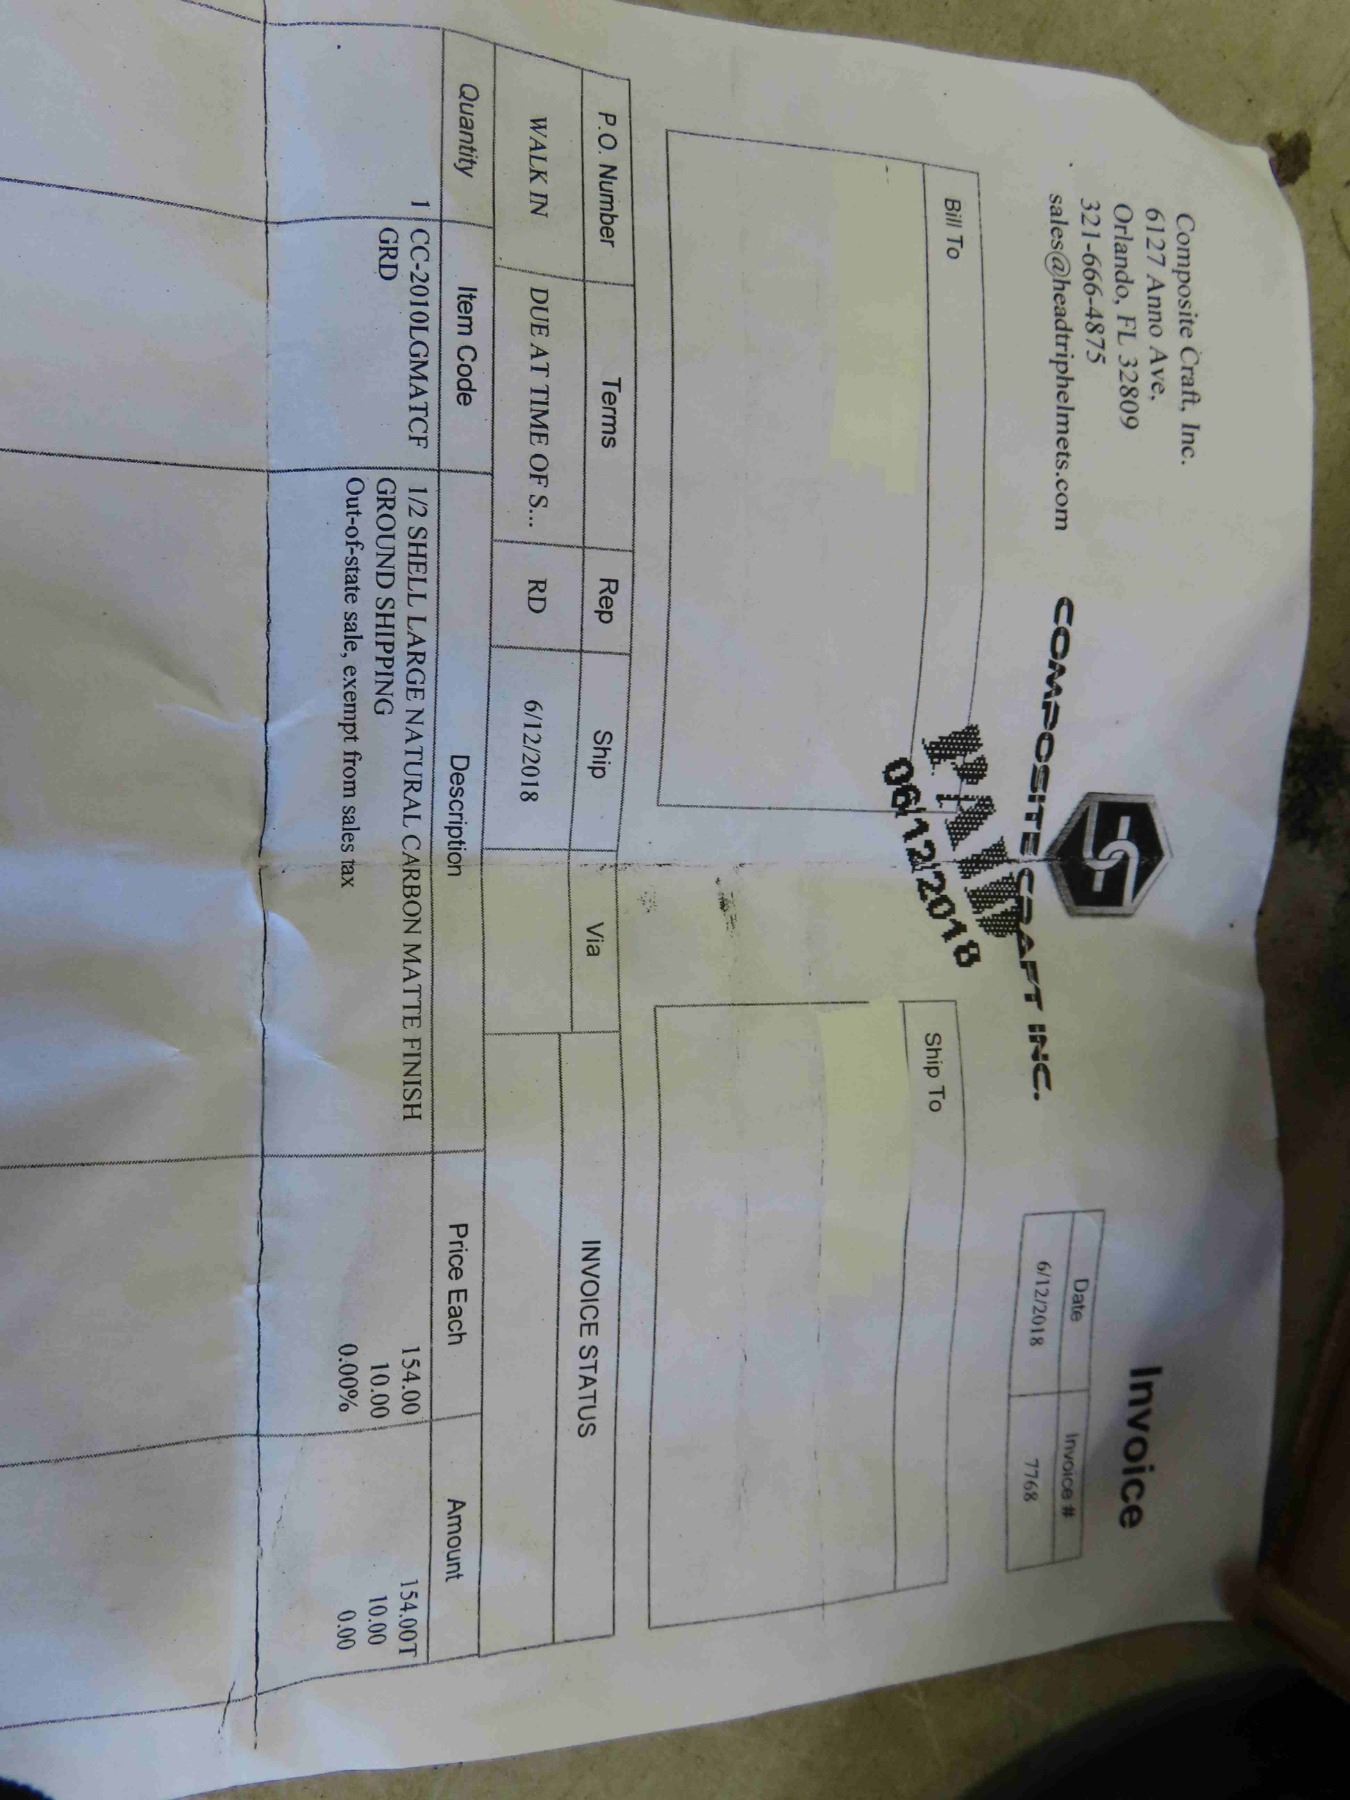 Composite Craft, Inc.
6127 Anno Ave.
Orlando, FL 32809
321-666-4875
sales@headtriphelmets.com
COMPOSITE CRAFT INC.
Invoice
Date
Invoice #
6/12/2018
7768
PAID
06/12/2018
Bill To
Ship To
P.O. Number
Terms
Rep
Ship
Via
INVOICE STATUS
WALK IN
DUE AT TIME OF S...
RD
6/12/2018
Quantity
Item Code
Description
Price Each
Amount
1 CC-2010LGMATCF 1/2 SHELL LARGE NATURAL CARBON MATTE FINISH 154.00 154.00T
GRD GROUND SHIPPING 10.00 10.00
Out-of-state sale, exempt from sales tax 0.00% 0.00